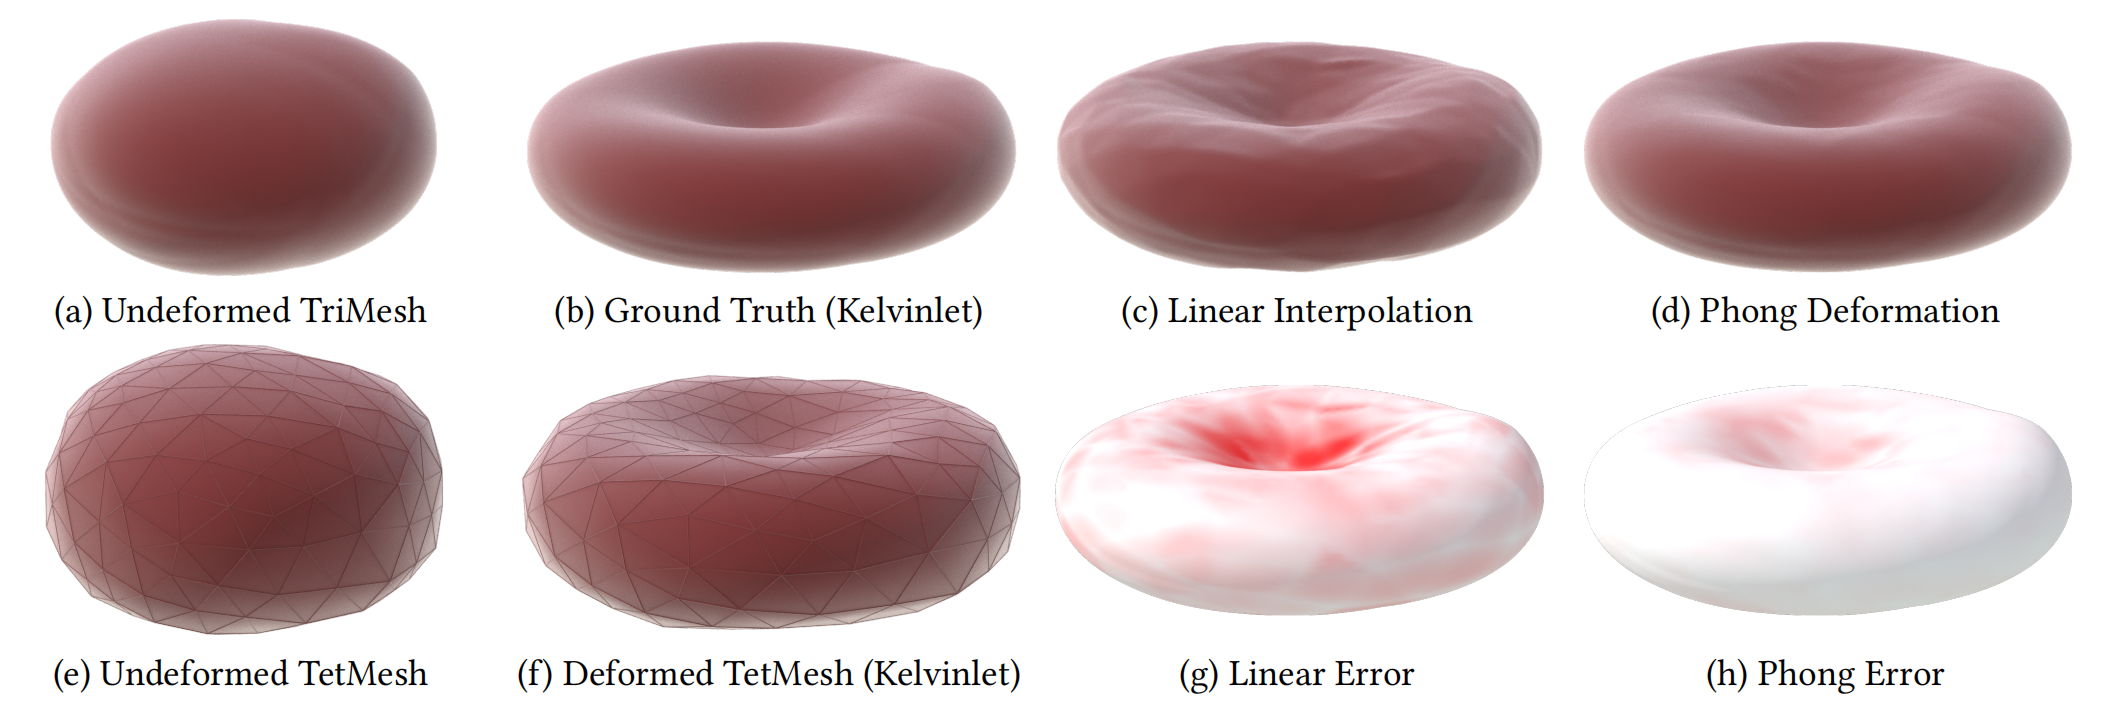 (a) Undeformed TriMesh
(b) Ground Truth (Kelvinlet)
(c) Linear Interpolation
(d) Phong Deformation
(e) Undeformed TetMesh
(f) Deformed TetMesh (Kelvinlet)
(g) Linear Error
(h) Phong Error